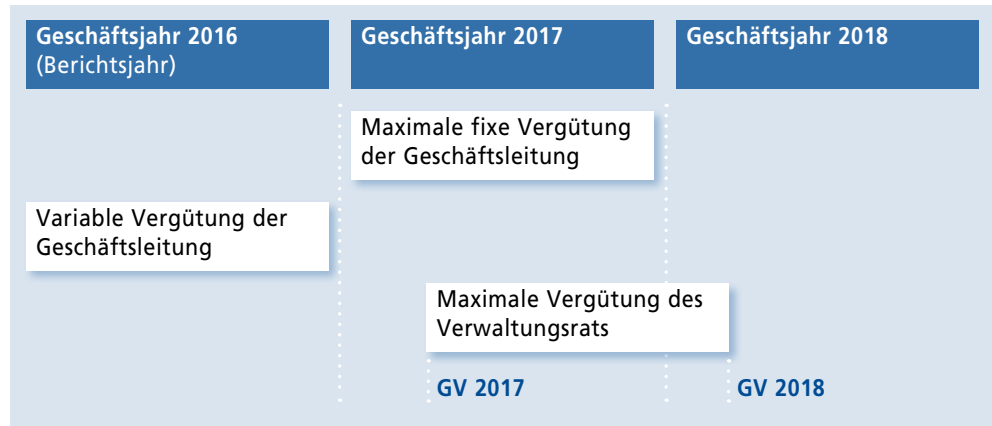 Geschäftsjahr 2016
(Berichtsjahr)
Geschäftsjahr 2017
Geschäftsjahr 2018
Maximale fixe Vergütung
der Geschäftsleitung
Variable Vergütung der
Geschäftsleitung
Maximale Vergütung des
Verwaltungsrats
GV 2017
GV 2018